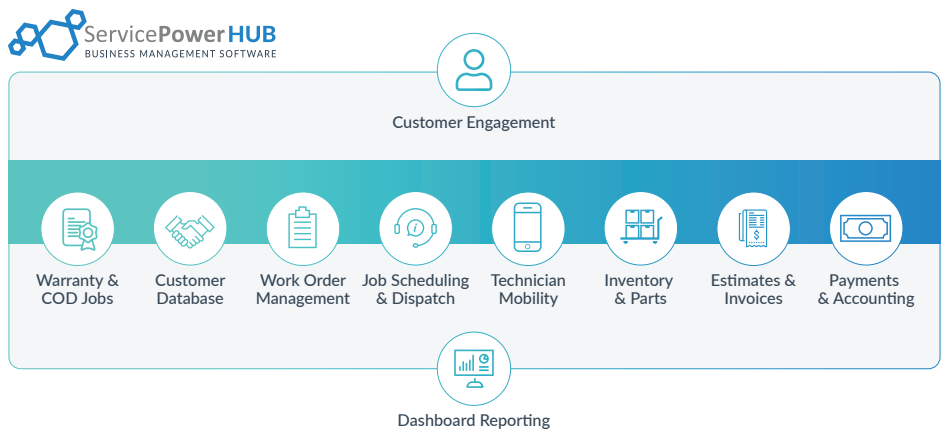 ServicePower HUB
BUSINESS MANAGEMENT SOFTWARE
Customer Engagement
Warranty &
COD Jobs
Customer
Database
Work Order
Management
Job Scheduling
& Dispatch
Technician
Mobility
Inventory
& Parts
Estimates &
Invoices
Payments
& Accounting
Dashboard Reporting